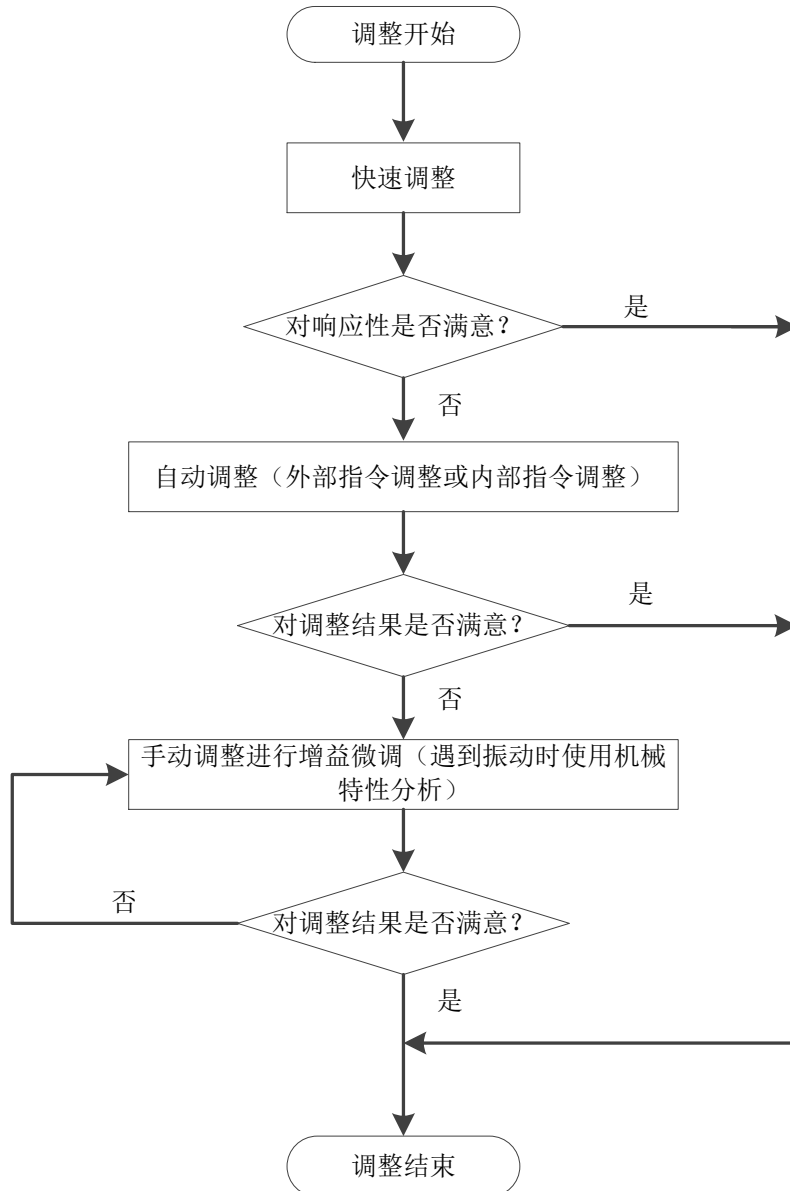 调整开始
快速调整
对响应性是否满意？
是
否
自动调整（外部指令调整或内部指令调整）
对调整结果是否满意？
是
否
手动调整进行增益微调（遇到振动时使用机械
特性分析）
否
对调整结果是否满意？
是
调整结束